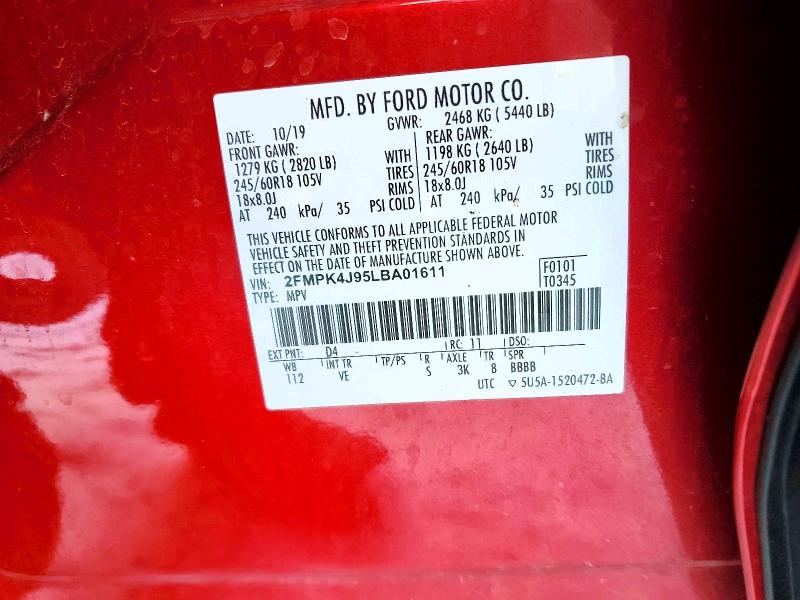 MFD. BY FORD MOTOR CO.
DATE: 10/19 GVWR: 2468 KG ( 5440 LB)
FRONT GAWR: REAR GAWR:
1279 KG ( 2820 LB) WITH 1198 KG ( 2640 LB) WITH
245/60R18 105V TIRES 245/60R18 105V TIRES
18x8.0J RIMS 18x8.0J RIMS
AT 240 kPa/ 35 PSI COLD AT 240 kPa/ 35 PSI COLD
THIS VEHICLE CONFORMS TO ALL APPLICABLE FEDERAL MOTOR
VEHICLE SAFETY AND THEFT PREVENTION STANDARDS IN
EFFECT ON THE DATE OF MANUFACTURE SHOWN ABOVE.
VIN: 2FMPK4J95LBA01611 F0101
TYPE: MPV T0345
EXT PNT: D4 RC: 11 DSO:
WB INT TR TP/PS R AXLE TR SPR
112 VE S 3K 8 BBBB
UTC ▽ 5U5A-1520472-BA